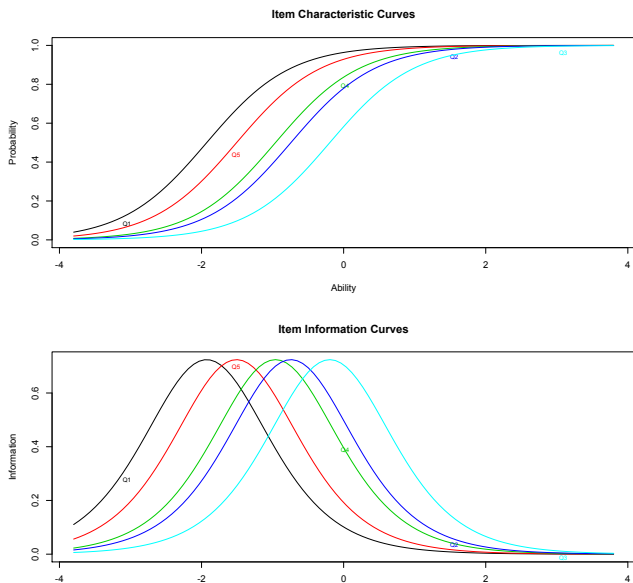 Item Characteristic Curves
Probability
0.0 0.2 0.4 0.6 0.8 1.0
Q1
Q5
Q4
Q2
Q3
-4 -2 0 2 4
Ability
Item Information Curves
Information
0.0 0.2 0.4 0.6
Q1
Q5
Q4
Q2
Q3
-4 -2 0 2 4